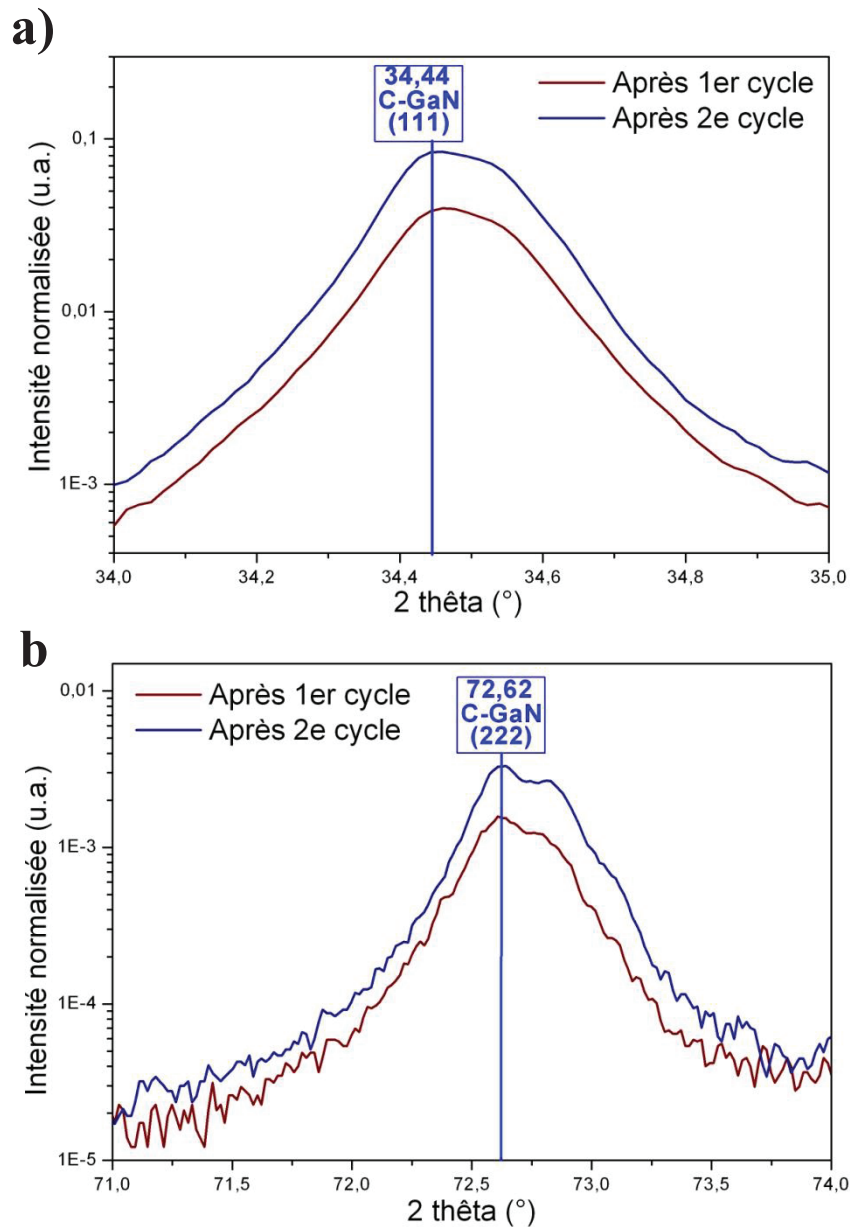 a)
34,44
C-GaN
(111)
Après 1er cycle
Après 2e cycle
0,1
0,01
1E-3
Intensité normalisée (u.a.)
34,0 34,2 34,4 34,6 34,8 35,0
2 thêta (°)
b
Après 1er cycle
Après 2e cycle
72,62
C-GaN
(222)
0,01
1E-3
1E-4
1E-5
Intensité normalisée (u.a.)
71,0 71,5 72,0 72,5 73,0 73,5 74,0
2 thêta (°)